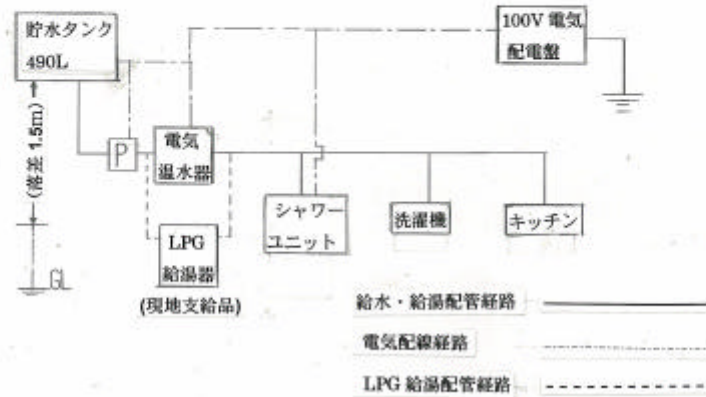 貯水タンク
490L
100V 電気
配電盤
(落差 1.5m)
P
電気
温水器
シャワー
ユニット
洗濯機
キッチン
LPG
給湯器
(現地支給品)
GL
給水・給湯配管経路
電気配線経路
LPG 給湯配管経路